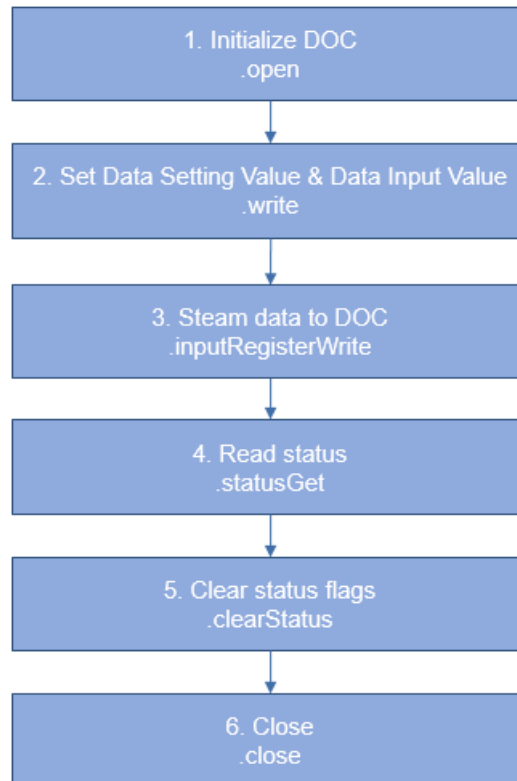 1. Initialize DOC
.open
2. Set Data Setting Value & Data Input Value
.write
3. Steam data to DOC
.inputRegisterWrite
4. Read status
.statusGet
5. Clear status flags
.clearStatus
6. Close
.close